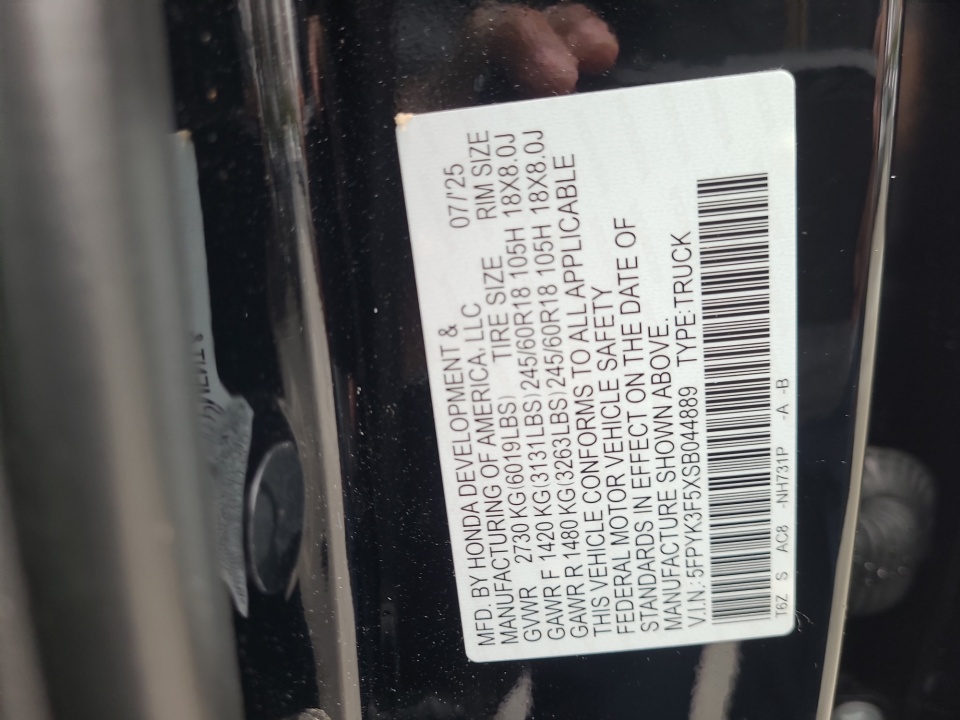 MFD. BY HONDA DEVELOPMENT & 07/'25
MANUFACTURING OF AMERICA, LLC
GVWR 2730 KG(6019LBS) TIRE SIZE RIM SIZE
GAWR F 1420 KG(3131LBS) 245/60R18 105H 18X8.0J
GAWR R 1480 KG(3263LBS) 245/60R18 105H 18X8.0J
THIS VEHICLE CONFORMS TO ALL APPLICABLE
FEDERAL MOTOR VEHICLE SAFETY
STANDARDS IN EFFECT ON THE DATE OF
MANUFACTURE SHOWN ABOVE.
V.I.N.: 5FPYK3F5XSB044889 TYPE:TRUCK
T6Z S AC8 -NH731P -A -B